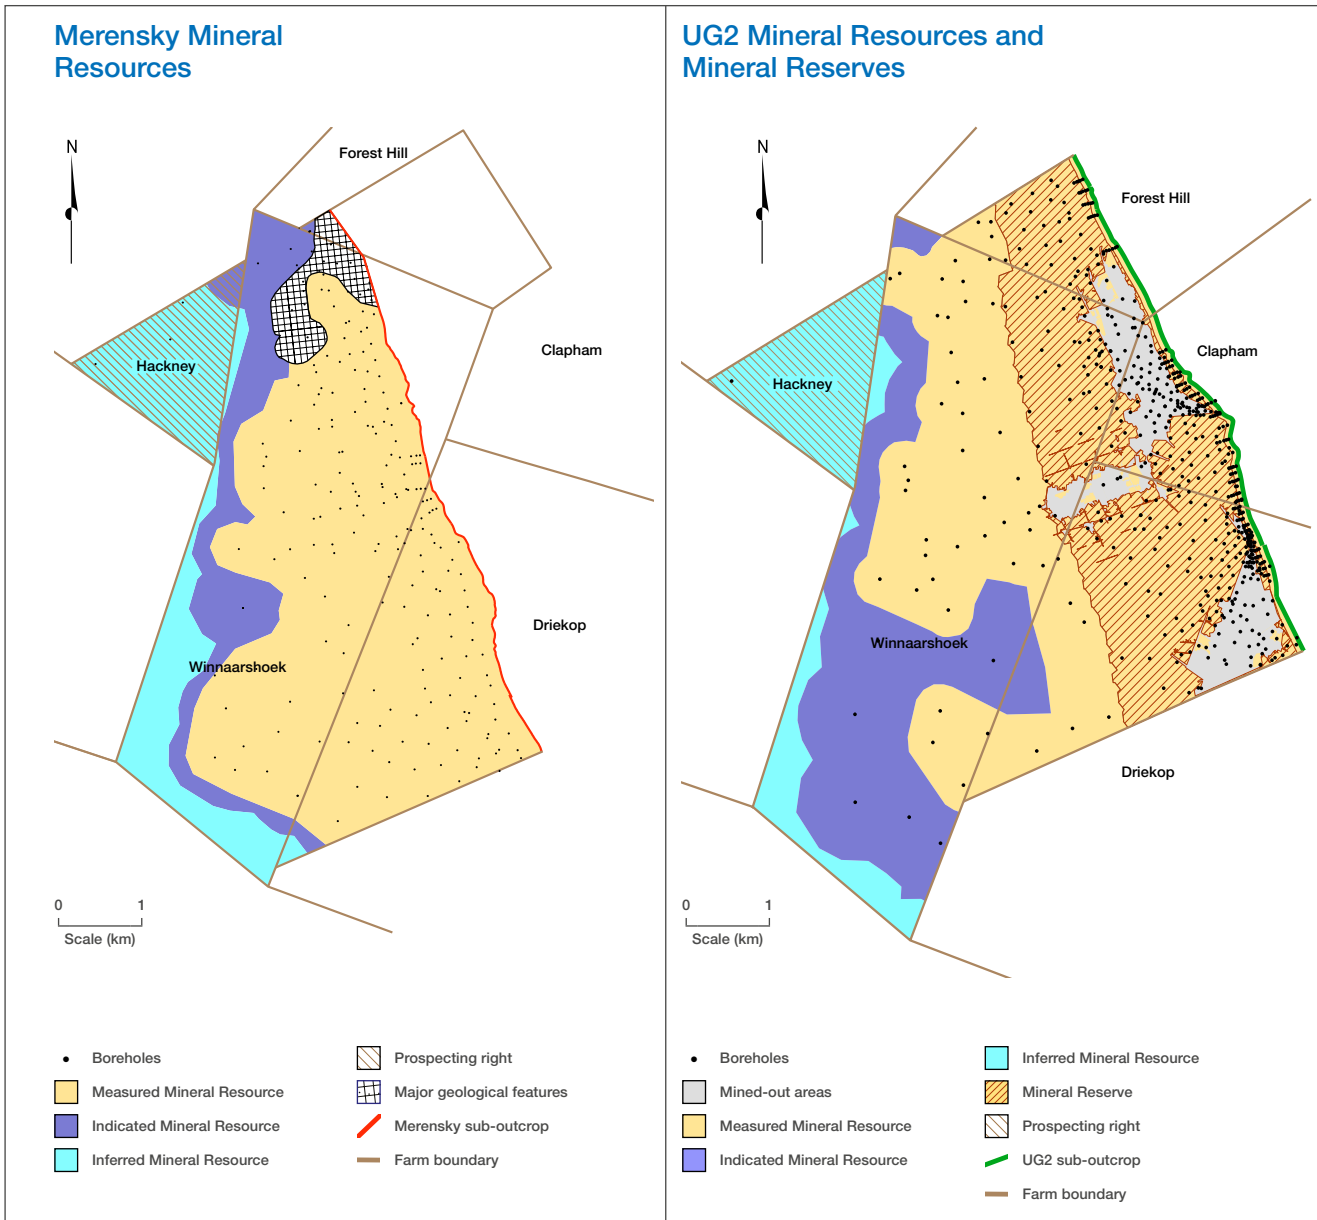 Merensky Mineral
Resources
N
Forest Hill
Hackney
Clapham
Driekop
Winnaarshoek
0 1
Scale (km)
Boreholes
Measured Mineral Resource
Indicated Mineral Resource
Inferred Mineral Resource
Prospecting right
Major geological features
Merensky sub-outcrop
Farm boundary
UG2 Mineral Resources and
Mineral Reserves
N
Forest Hill
Clapham
Hackney
Winnaarshoek
Driekop
0 1
Scale (km)
Boreholes
Mined-out areas
Measured Mineral Resource
Indicated Mineral Resource
Inferred Mineral Resource
Mineral Reserve
Prospecting right
UG2 sub-outcrop
Farm boundary